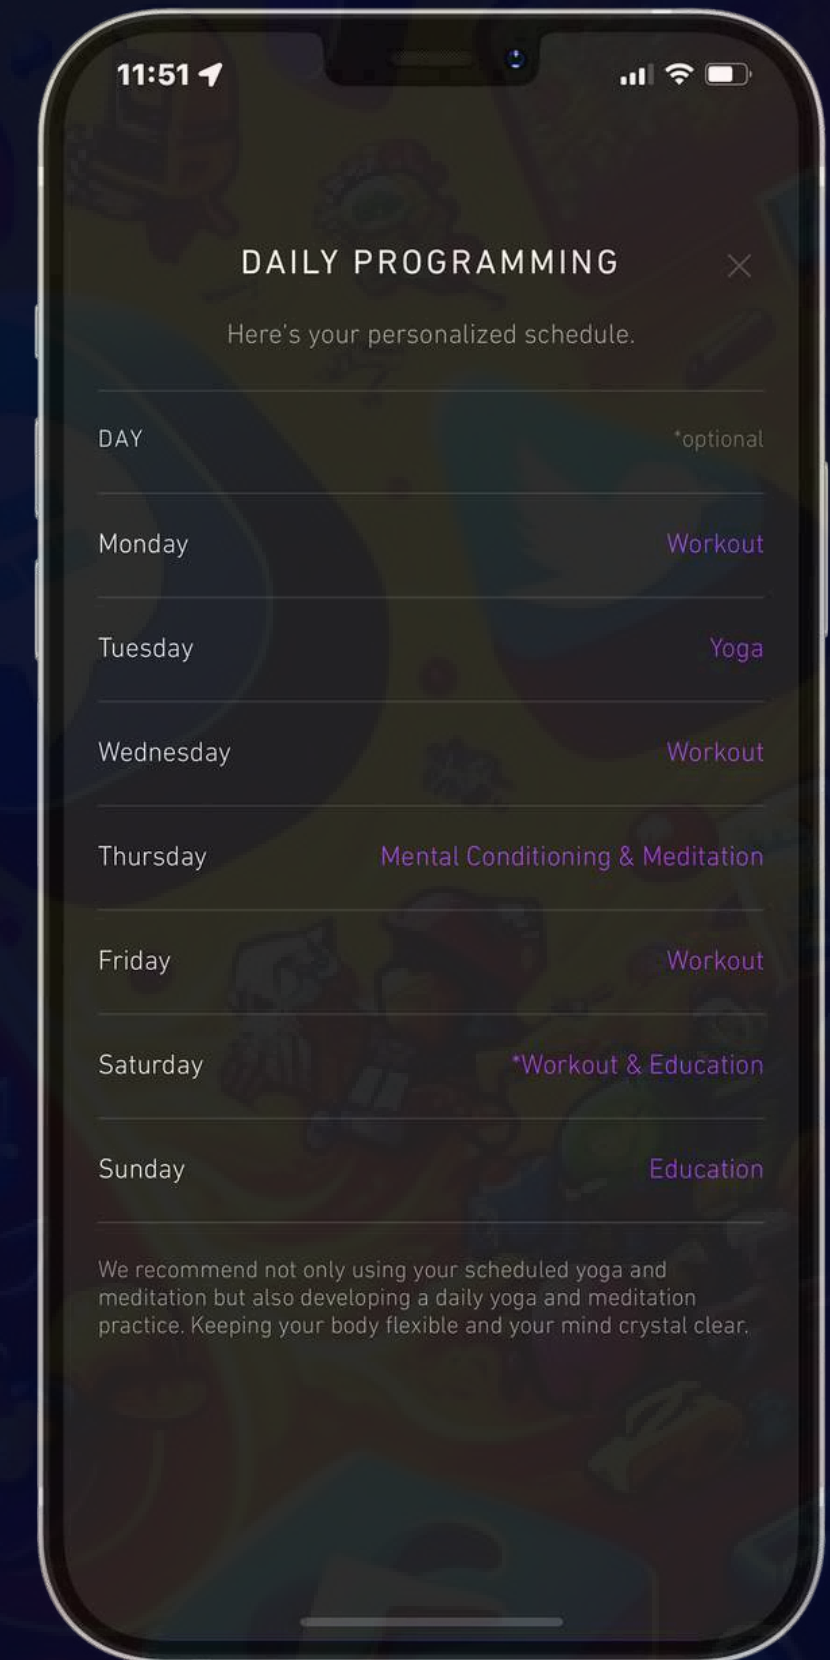 11:51
DAILY PROGRAMMING
Here's your personalized schedule.
DAY *optional
Monday Workout
Tuesday Yoga
Wednesday Workout
Thursday Mental Conditioning & Meditation
Friday Workout
Saturday *Workout & Education
Sunday Education
We recommend not only using your scheduled yoga and
meditation but also developing a daily yoga and meditation
practice. Keeping your body flexible and your mind crystal clear.